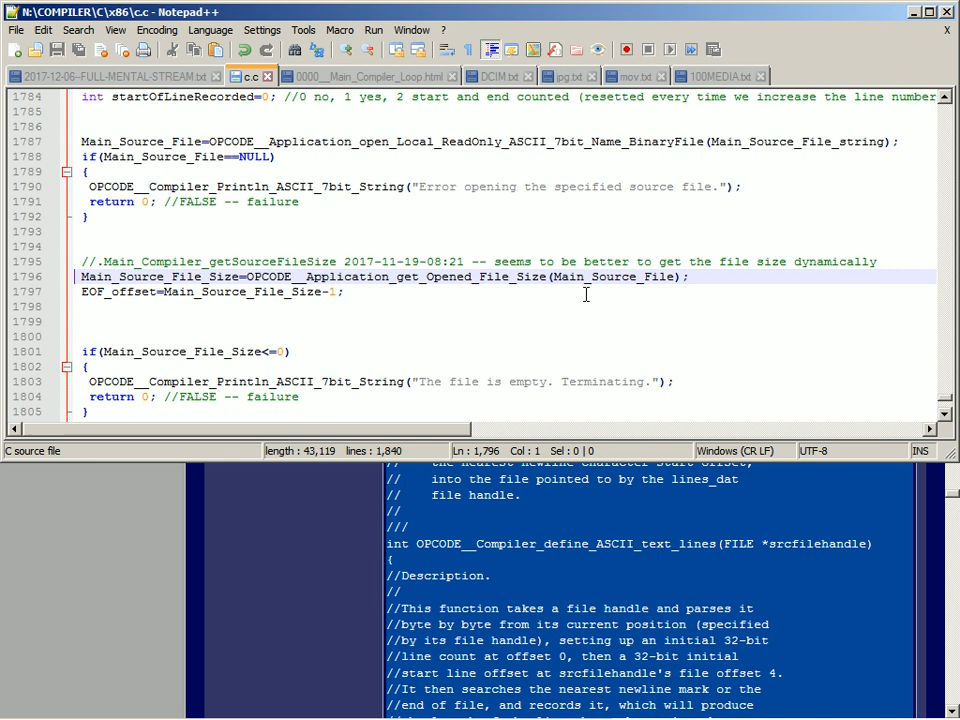 N:\COMPILER\C\x86\c.c - Notepad++
File Edit Search View Encoding Language Settings Tools Macro Run Window ? X
2017-12-06--FULL-MENTAL-STREAM.txt c.c 0000__Main_Compiler_Loop.html DCIM.txt jpg.txt mov.txt 100MEDIA.txt
1784 int startOfLineRecorded=0; //0 no, 1 yes, 2 start and end counted (resetted every time we increase the line number
1785
1786
1787 Main_Source_File=OPCODE__Application_open_Local_ReadOnly_ASCII_7bit_Name_BinaryFile(Main_Source_File_string);
1788 if(Main_Source_File==NULL)
1789 {
1790 OPCODE__Compiler_Println_ASCII_7bit_String("Error opening the specified source file.");
1791 return 0; //FALSE -- failure
1792 }
1793
1794
1795 //.Main_Compiler_getSourceFileSize 2017-11-19-08:21 -- seems to be better to get the file size dynamically
1796 Main_Source_File_Size=OPCODE__Application_get_Opened_File_Size(Main_Source_File);
1797 EOF_offset=Main_Source_File_Size-1;
1798
1799
1800
1801 if(Main_Source_File_Size<=0)
1802 {
1803 OPCODE__Compiler_Println_ASCII_7bit_String("The file is empty. Terminating.");
1804 return 0; //FALSE -- failure
1805 }
C source file length : 43,119 lines : 1,840 Ln : 1,796 Col : 1 Sel : 0 | 0 Windows (CR LF) UTF-8 INS
// the nearest newline character start offset,
// into the file pointed to by the lines_dat
// file handle.
//
///
int OPCODE__Compiler_define_ASCII_text_lines(FILE *srcfilehandle)
{
//Description.
//
//This function takes a file handle and parses it
//byte by byte from its current position (specified
//by its file handle), setting up an initial 32-bit
//line count at offset 0, then a 32-bit initial
//start line offset at srcfilehandle's file offset 4.
//It then searches the nearest newline mark or the
//end of file, and records it, which will produce